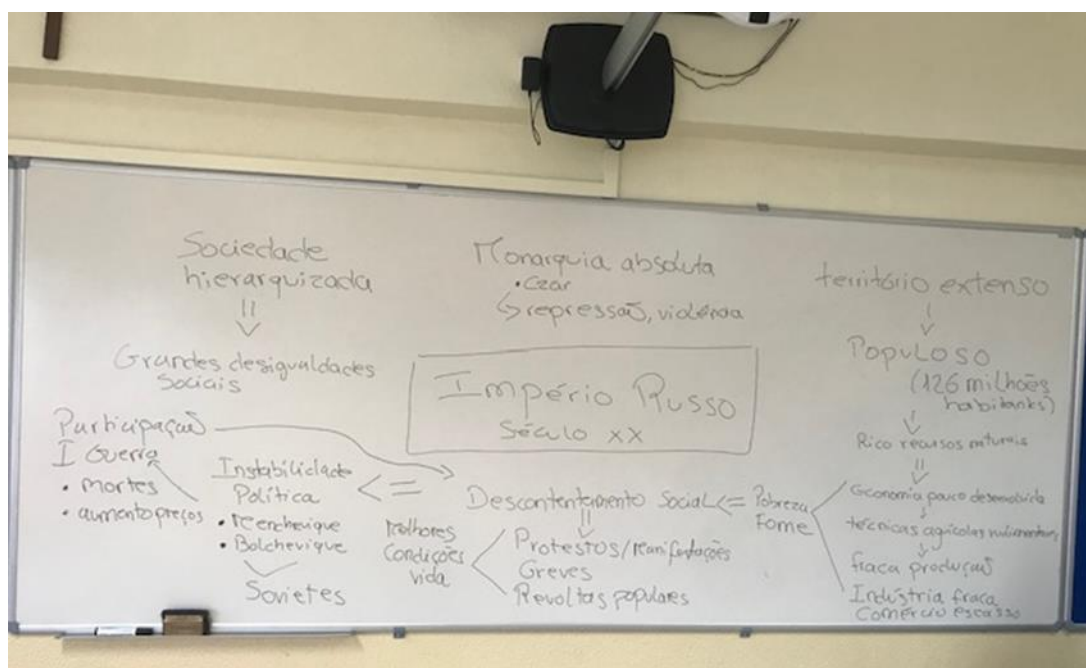 Sociedade
hierarquizada
Grandes desigualdades
Sociais
Monarquia absoluta
• czar
↳ repressão, violência
território extenso
Populoso
(126 milhões
habitantes)
Rico recursos naturais
Economia pouco desenvolvida
técnicas agrícolas rudimentares
fraca produção
Indústria fraca
Comércio escasso
Império Russo
Século XX
Participação
I Guerra
• mortes
• aumento preços
Instabilidade
Política
• Menchevique
• Bolchevique
Sovietes
<=
Descontentamento Social <= Pobreza
Fome
Melhores
Condições
vida
Protestos/Manifestações
Greves
Revoltas populares